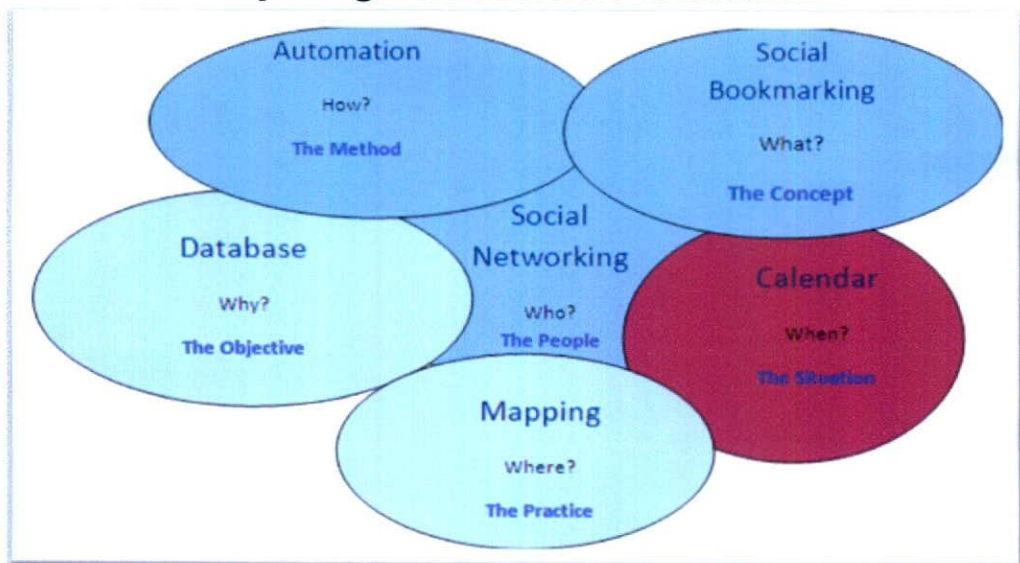 Automation
How?
The Method
Social
Bookmarking
What?
The Concept
Database
Why?
The Objective
Social
Networking
Who?
The People
Calendar
When?
The Situation
Mapping
Where?
The Practice